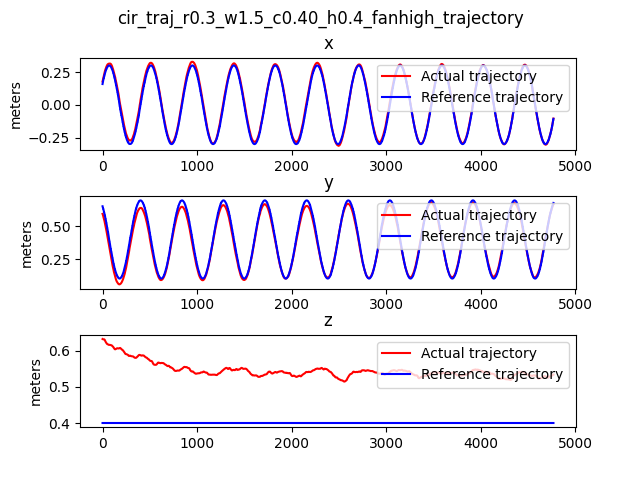 cir_traj_r0.3_w1.5_c0.40_h0.4_fanhigh_trajectory
x
meters
0.25
0.00
−0.25
Actual trajectory
Reference trajectory
0 1000 2000 3000 4000 5000
y
meters
0.50
0.25
Actual trajectory
Reference trajectory
0 1000 2000 3000 4000 5000
z
meters
0.6
0.5
0.4
Actual trajectory
Reference trajectory
0 1000 2000 3000 4000 5000